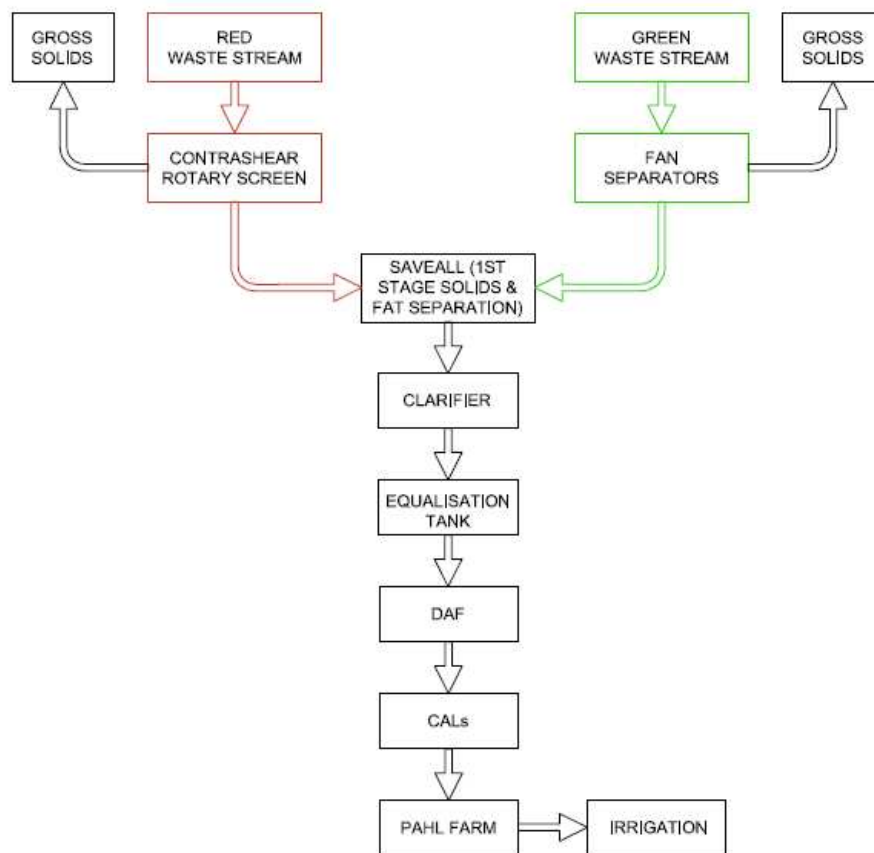 GROSS
SOLIDS
RED
WASTE STREAM
GREEN
WASTE STREAM
GROSS
SOLIDS
CONTRASHEAR
ROTARY SCREEN
FAN
SEPARATORS
SAVEALL (1ST
STAGE SOLIDS &
FAT SEPARATION)
CLARIFIER
EQUALISATION
TANK
DAF
CALs
PAHL FARM
IRRIGATION